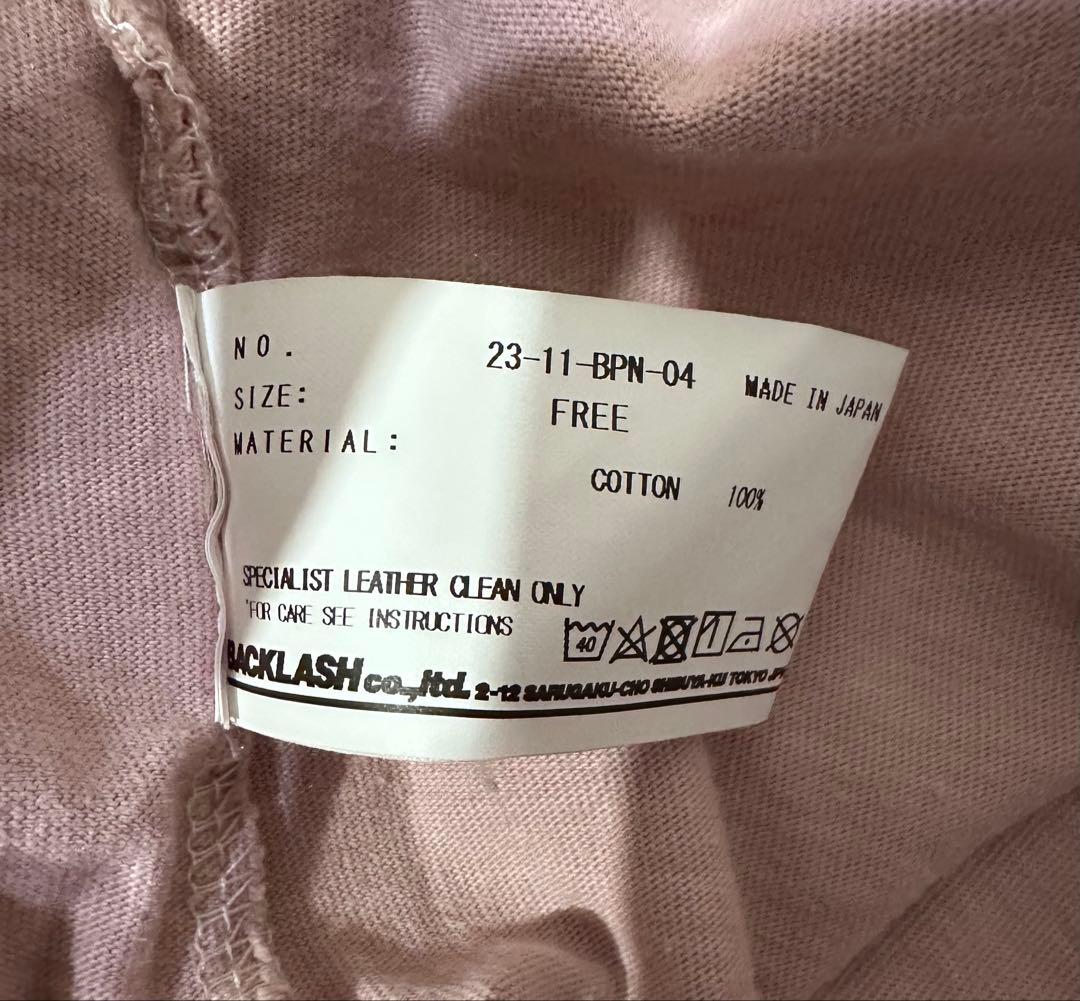 NO. 23-11-BPN-04 MADE IN JAPAN
SIZE: FREE
MATERIAL:
COTTON 100%
SPECIALIST LEATHER CLEAN ONLY
*FOR CARE SEE INSTRUCTIONS
40
BACKLASH co.,ltd. 2-12 SARUGAKU-CHO SHIBUYA-KU TOKYO